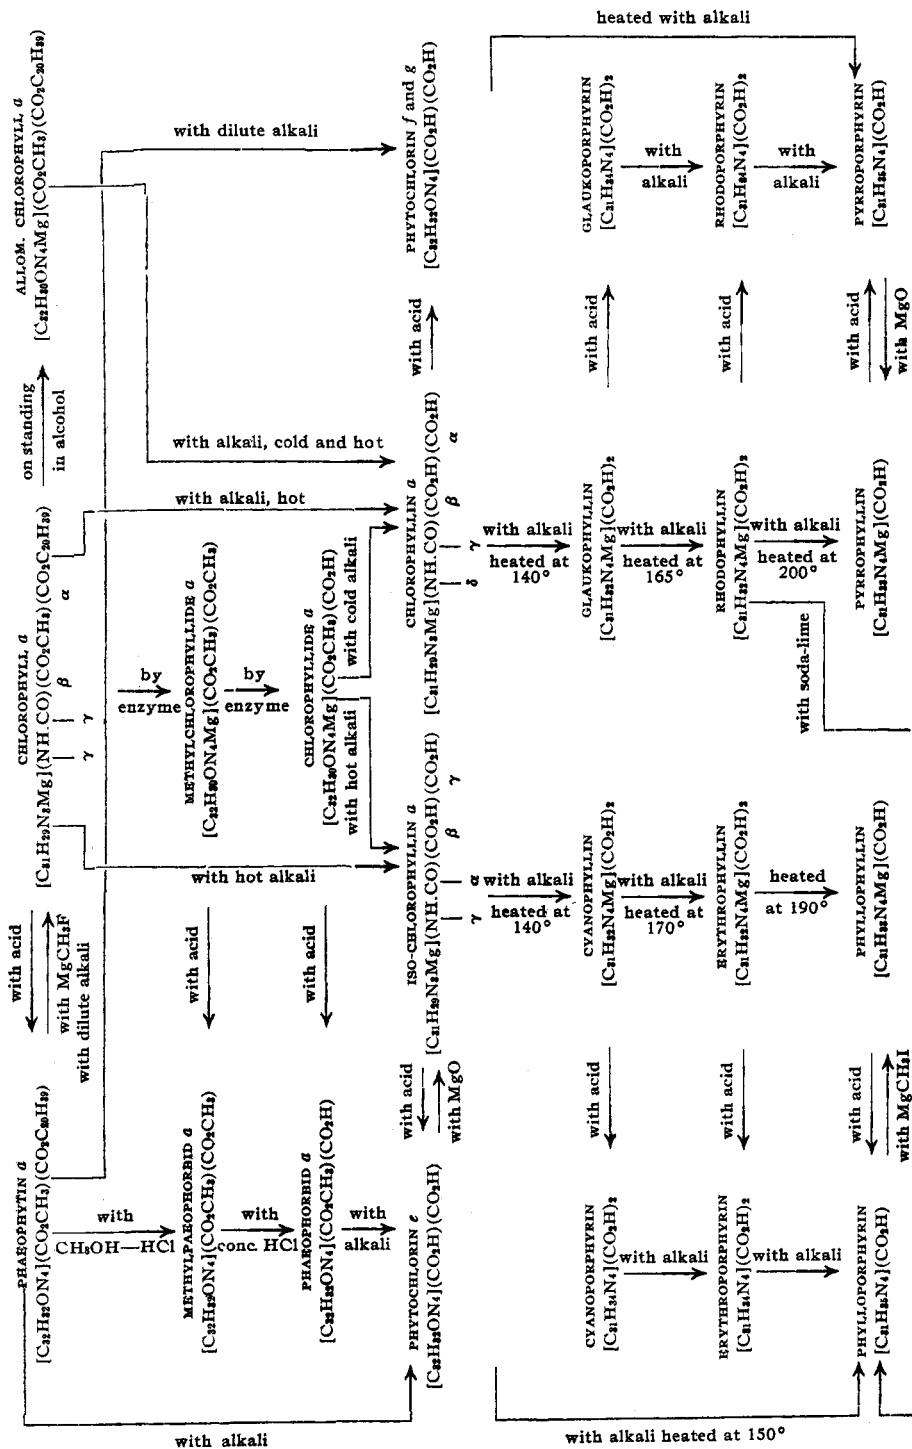 heated with alkali
ALLOM. CHLOROPHYLL a
[C32H30ON4Mg](CO2CH3)(CO2C20H39)
with dilute alkali
PHYTOCHLORIN f and g
[C32H32ON4](CO2H)(CO2H)
GLAUKOPORPHYRIN
[C31H34N4](CO2H)2
with
alkali
RHODOPORPHYRIN
[C31H34N4](CO2H)2
with
alkali
PYRROPORPHYRIN
[C31H35N4](CO2H)
on standing
in alcohol
with alkali, cold and hot
with alkali, hot
with acid
with acid
with acid
with acid
with MgO
CHLOROPHYLL a
[C31H29N3Mg](NH.CO)(CO2CH3)(CO2C20H39)
γ γ β α
by
enzyme
METHYLCHLOROPHYLLIDE a
[C32H30ON4Mg](CO2CH3)(CO2CH3)
by
enzyme
CHLOROPHYLLIDE a
[C32H30ON4Mg](CO2CH3)(CO2H)
with cold alkali
with hot alkali
CHLOROPHYLLIN a
[C31H29N3Mg](NH.CO)(CO2H)(CO2H)
δ γ β α
with alkali
heated at
140°
GLAUKOPHYLLIN
[C31H32N4Mg](CO2H)2
with alkali
heated at
165°
RHODOPHYLLIN
[C31H32N4Mg](CO2H)2
with alkali
heated at
200°
PYRROPHYLLIN
[C31H33N4Mg](CO2H)
with soda-lime
with hot alkali
ISO-CHLOROPHYLLIN a
[C31H29N3Mg](NH.CO)(CO2H)(CO2H)
γ α β γ
with alkali
heated at
140°
CYANOPHYLLIN
[C31H32N4Mg](CO2H)2
with alkali
heated at
170°
ERYTHROPHYLLIN
[C31H32N4Mg](CO2H)2
heated
at 190°
PHYLLOPHYLLIN
[C31H33N4Mg](CO2H)
with acid
with MgCH3F
with dilute alkali
with acid
with acid
with acid
with MgO
with acid
with acid
with acid
with MgCH3I
PHAEOPHYTIN a
[C32H32ON4](CO2CH3)(CO2C20H39)
with
CH3OH—HCl
METHYLPAEOPHORBID a
[C32H32ON4](CO2CH3)(CO2CH3)
with
conc. HCl
PHAEOPHORBID a
[C32H32ON4](CO2CH3)(CO2H)
with
alkali
PHYTOCHLORIN e
[C32H32ON4](CO2H)(CO2H)
CYANOPORPHYRIN
[C31H34N4](CO2H)2
with alkali
ERYTHROPORPHYRIN
[C31H34N4](CO2H)2
with alkali
PHYLLOPORPHYRIN
[C31H35N4](CO2H)
with alkali
with alkali heated at 150°